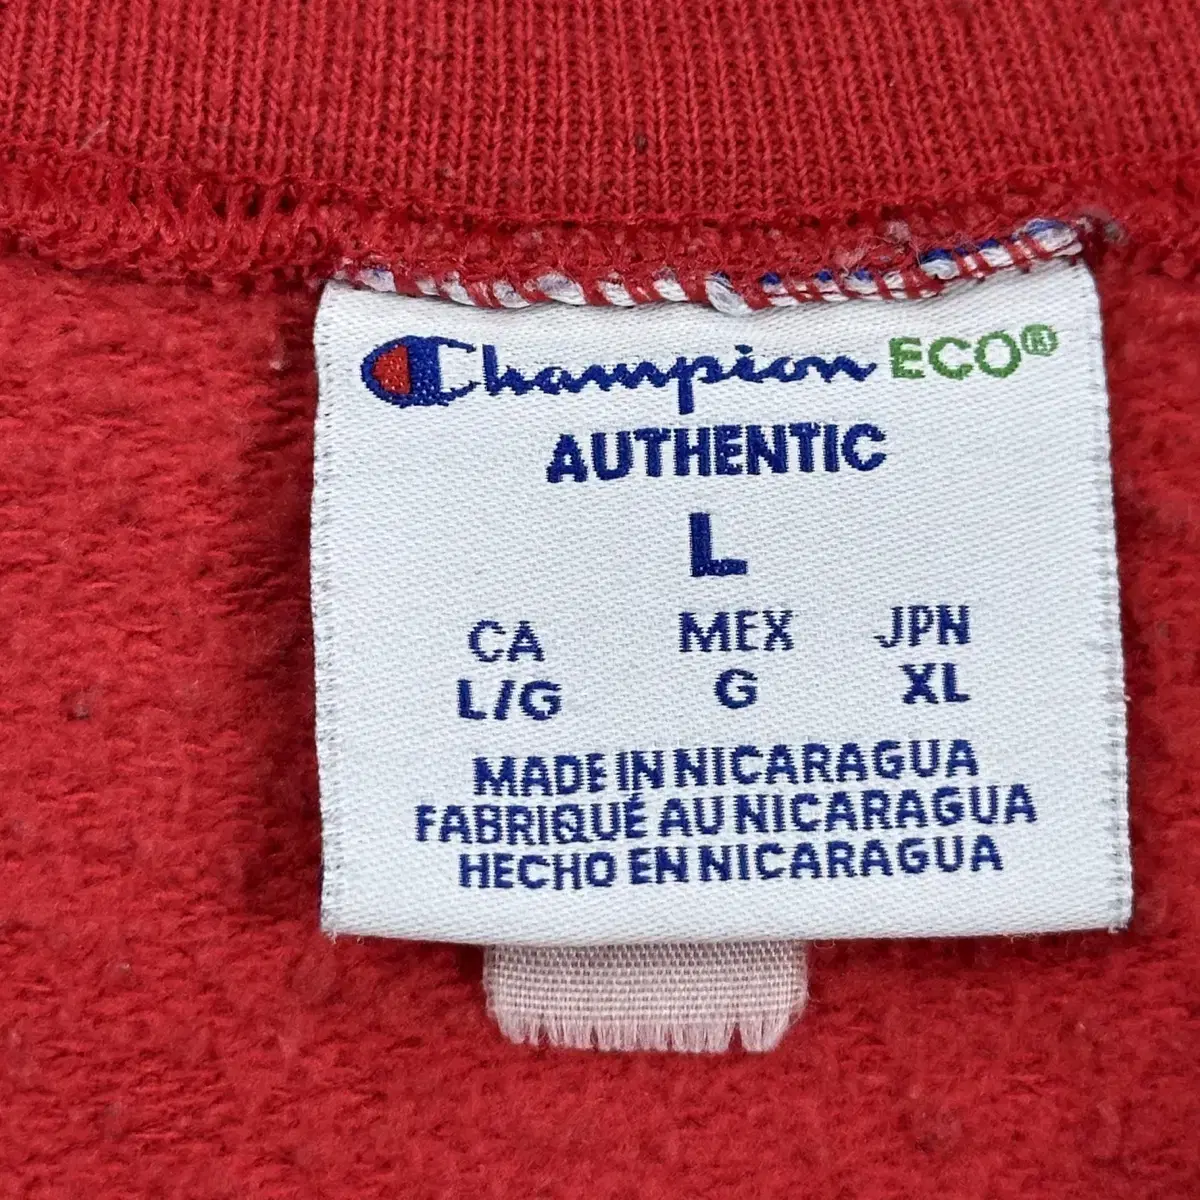 Champion ECO®
AUTHENTIC
L
CA MEX JPN
L/G G XL
MADE IN NICARAGUA
FABRIQUÉ AU NICARAGUA
HECHO EN NICARAGUA